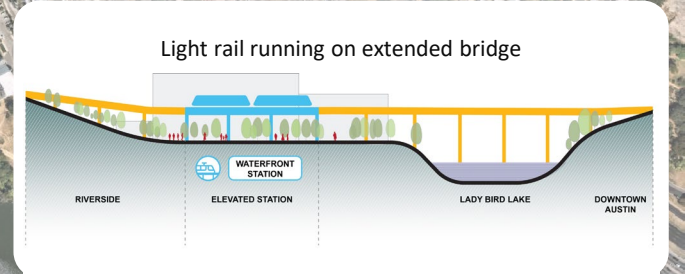 Light rail running on extended bridge
WATERFRONT
STATION
RIVERSIDE
ELEVATED STATION
LADY BIRD LAKE
DOWNTOWN
AUSTIN